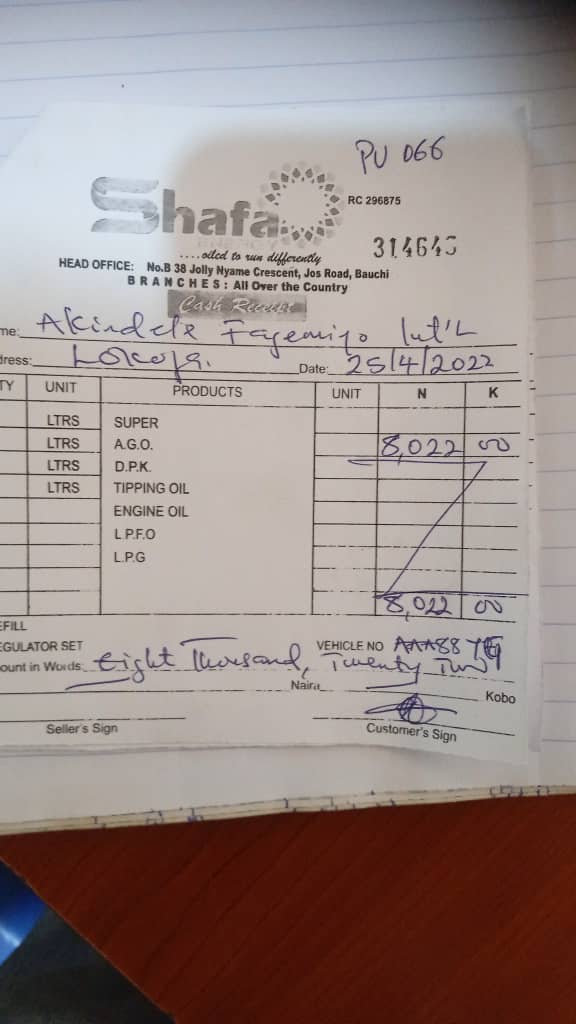 PU 066
Shafa
ENERGY
RC 296875
....oiled to run differently
HEAD OFFICE: No.B 38 Jolly Nyame Crescent, Jos Road, Bauchi
BRANCHES: All Over the Country
Cash Receipt
me: Akindele Fagemiyo Int'L
dress: Lokoja. Date: 25/4/2022
TY UNIT PRODUCTS UNIT N K
LTRS SUPER
LTRS A.G.O. 8,022 00
LTRS D.P.K.
LTRS TIPPING OIL
ENGINE OIL
L P.F.O
L.P.G
8,022 00
EFILL
EGULATOR SET VEHICLE NO AAA88
ount in Words: Eight Thousand, Twenty Two
Naira Kobo
Seller's Sign Customer's Sign